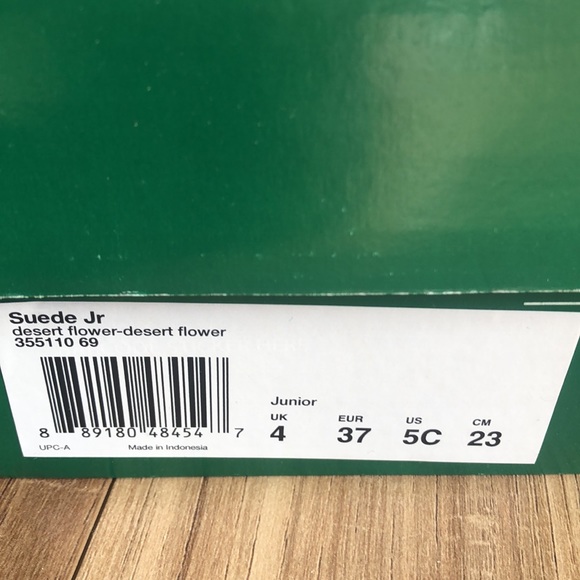 Suede Jr
desert flower-desert flower
355110 69
8 89180 48454 7
UPC-A Made in Indonesia
Junior
UK EUR US CM
4 37 5C 23